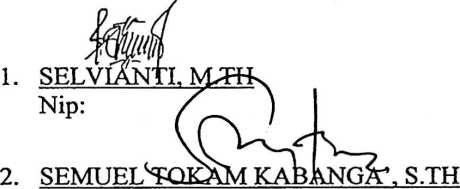 1. SELVIANTI, M.TH
Nip:
2. SEMUEL TOKAM KABANGA', S.TH